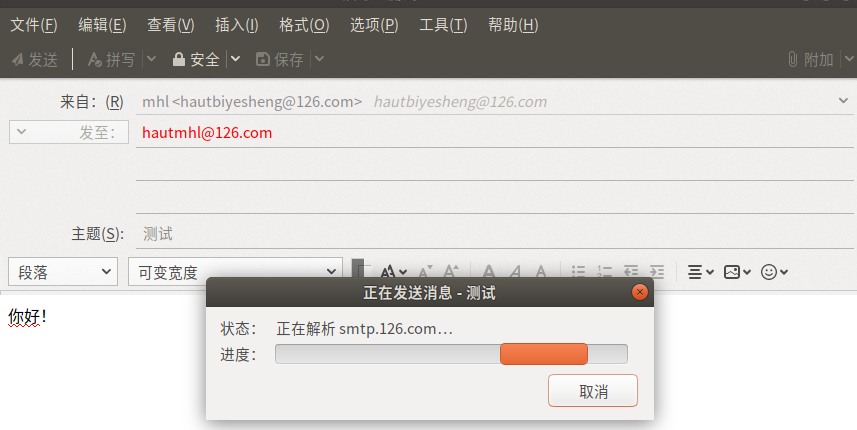 文件(F) 编辑(E) 查看(V) 插入(I) 格式(O) 选项(P) 工具(T) 帮助(H)
发送 拼写 安全 保存 附加
来自：(R) mhl <hautbiyesheng@126.com> hautbiyesheng@126.com
发至： hautmhl@126.com
主题(S): 测试
段落 可变宽度
正在发送消息 - 测试
你好！
状态： 正在解析 smtp.126.com…
进度：
取消